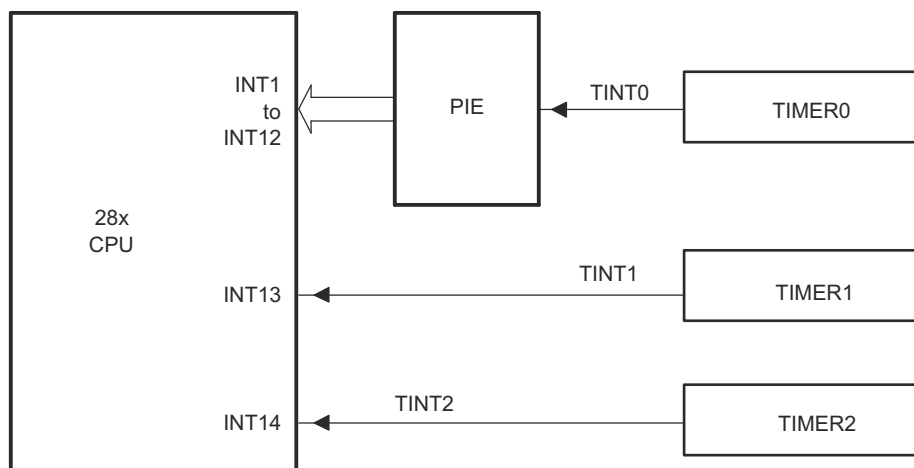 INT1
to
INT12
PIE
TINT0
TIMER0
28x
CPU
INT13
TINT1
TIMER1
INT14
TINT2
TIMER2